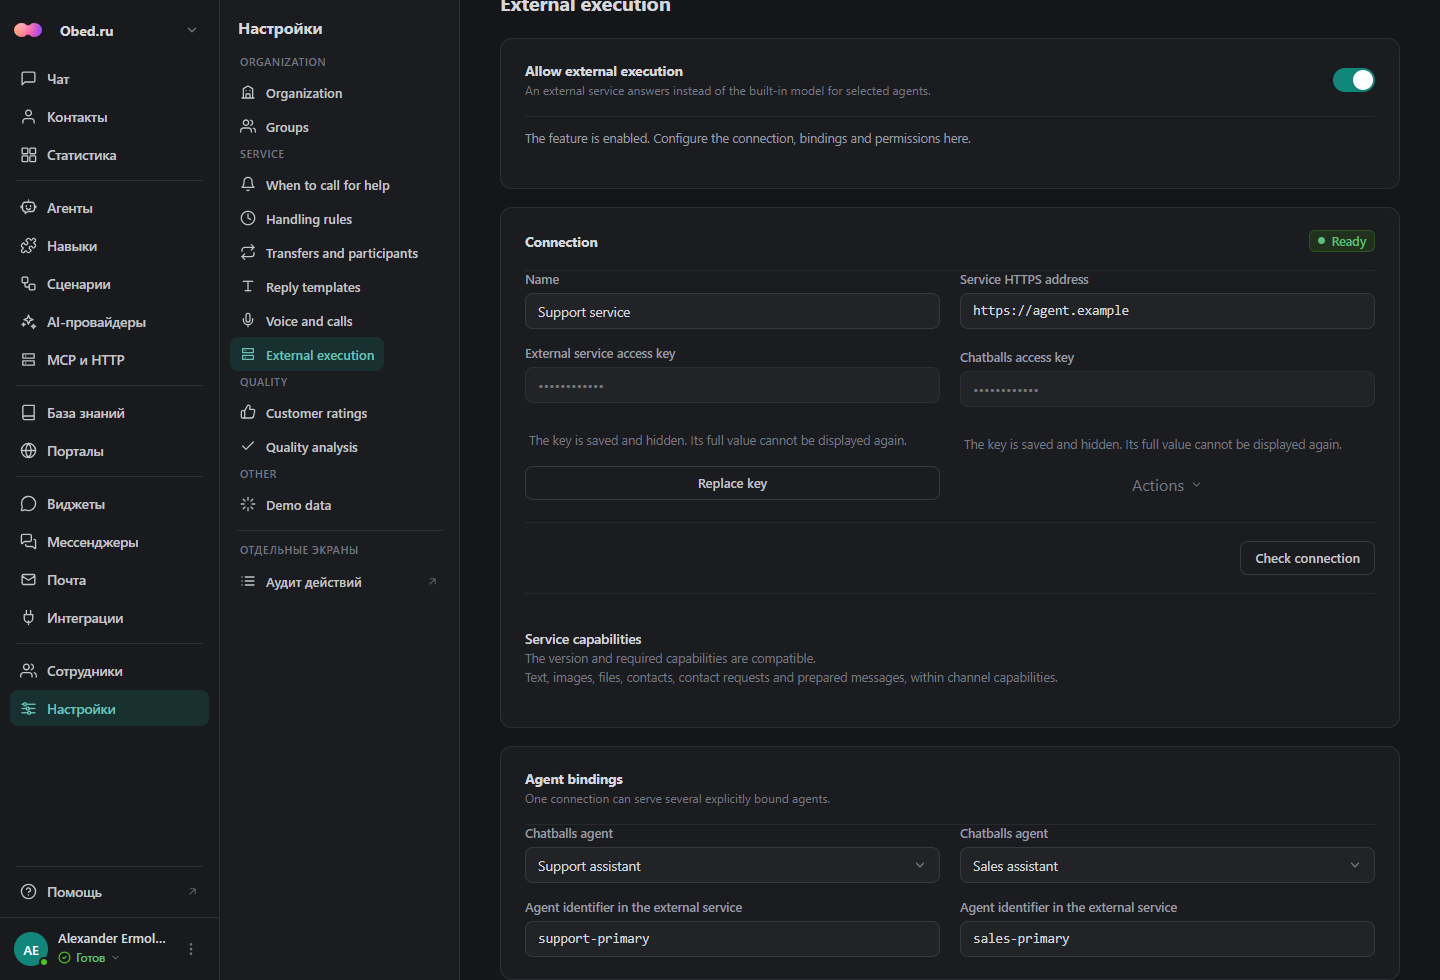 Obed.ru
Чат
Контакты
Статистика
Агенты
Навыки
Сценарии
AI-провайдеры
MCP и HTTP
База знаний
Порталы
Виджеты
Мессенджеры
Почта
Интеграции
Сотрудники
Настройки
Помощь
AE
Alexander Ermol...
Готов
Настройки
ORGANIZATION
Organization
Groups
SERVICE
When to call for help
Handling rules
Transfers and participants
Reply templates
Voice and calls
External execution
QUALITY
Customer ratings
Quality analysis
OTHER
Demo data
ОТДЕЛЬНЫЕ ЭКРАНЫ
Аудит действий
External execution
Allow external execution
An external service answers instead of the built-in model for selected agents.
The feature is enabled. Configure the connection, bindings and permissions here.
Connection
Ready
Name
Service HTTPS address
Support service
https://agent.example
External service access key
Chatballs access key
••••••••••••
••••••••••••
The key is saved and hidden. Its full value cannot be displayed again.
The key is saved and hidden. Its full value cannot be displayed again.
Replace key
Actions
Check connection
Service capabilities
The version and required capabilities are compatible.
Text, images, files, contacts, contact requests and prepared messages, within channel capabilities.
Agent bindings
One connection can serve several explicitly bound agents.
Chatballs agent
Chatballs agent
Support assistant
Sales assistant
Agent identifier in the external service
Agent identifier in the external service
support-primary
sales-primary